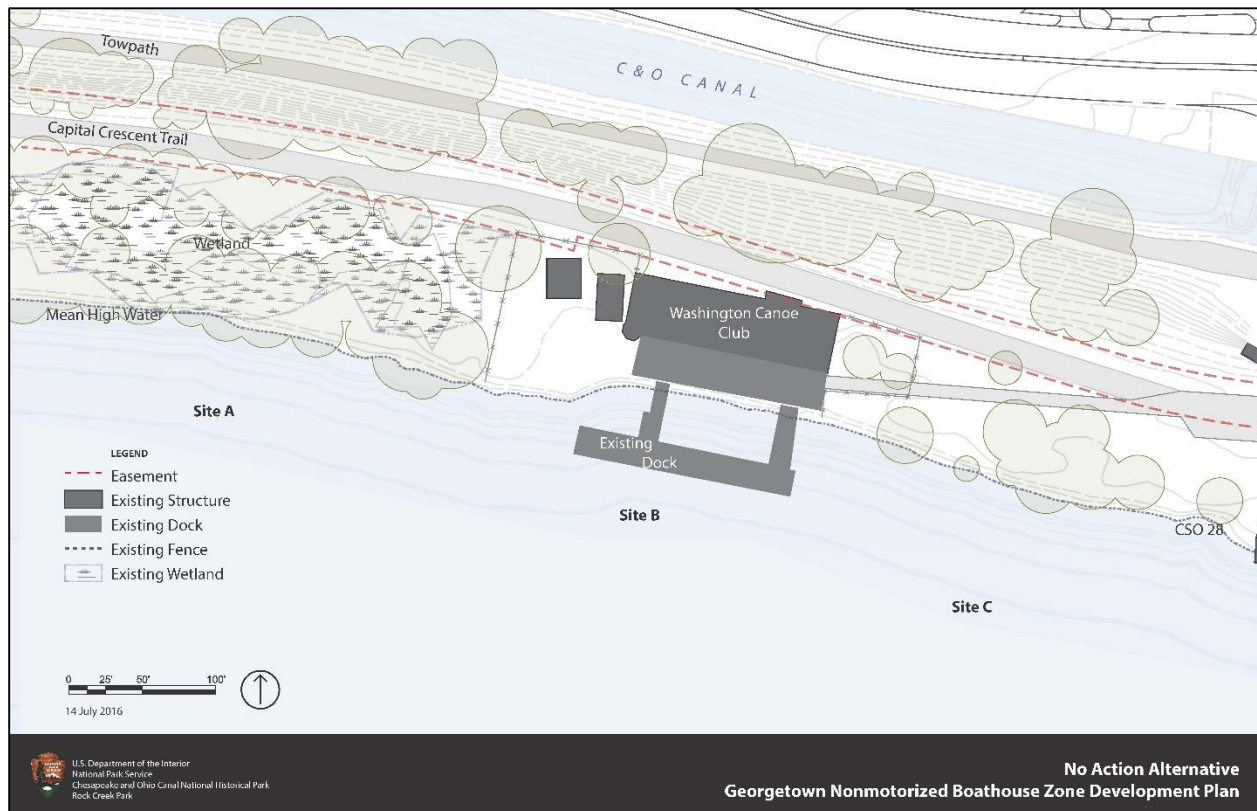 Towpath
C&O CANAL
Capital Crescent Trail
Wetland
Mean High Water
Washington Canoe
Club
Existing
Dock
Site A
Site B
CSO 28
Site C
LEGEND
Easement
Existing Structure
Existing Dock
Existing Fence
Existing Wetland
0 25' 50' 100'
14 July 2016
U.S. Department of the Interior
National Park Service
Chesapeake and Ohio Canal National Historical Park
Rock Creek Park
No Action Alternative
Georgetown Nonmotorized Boathouse Zone Development Plan